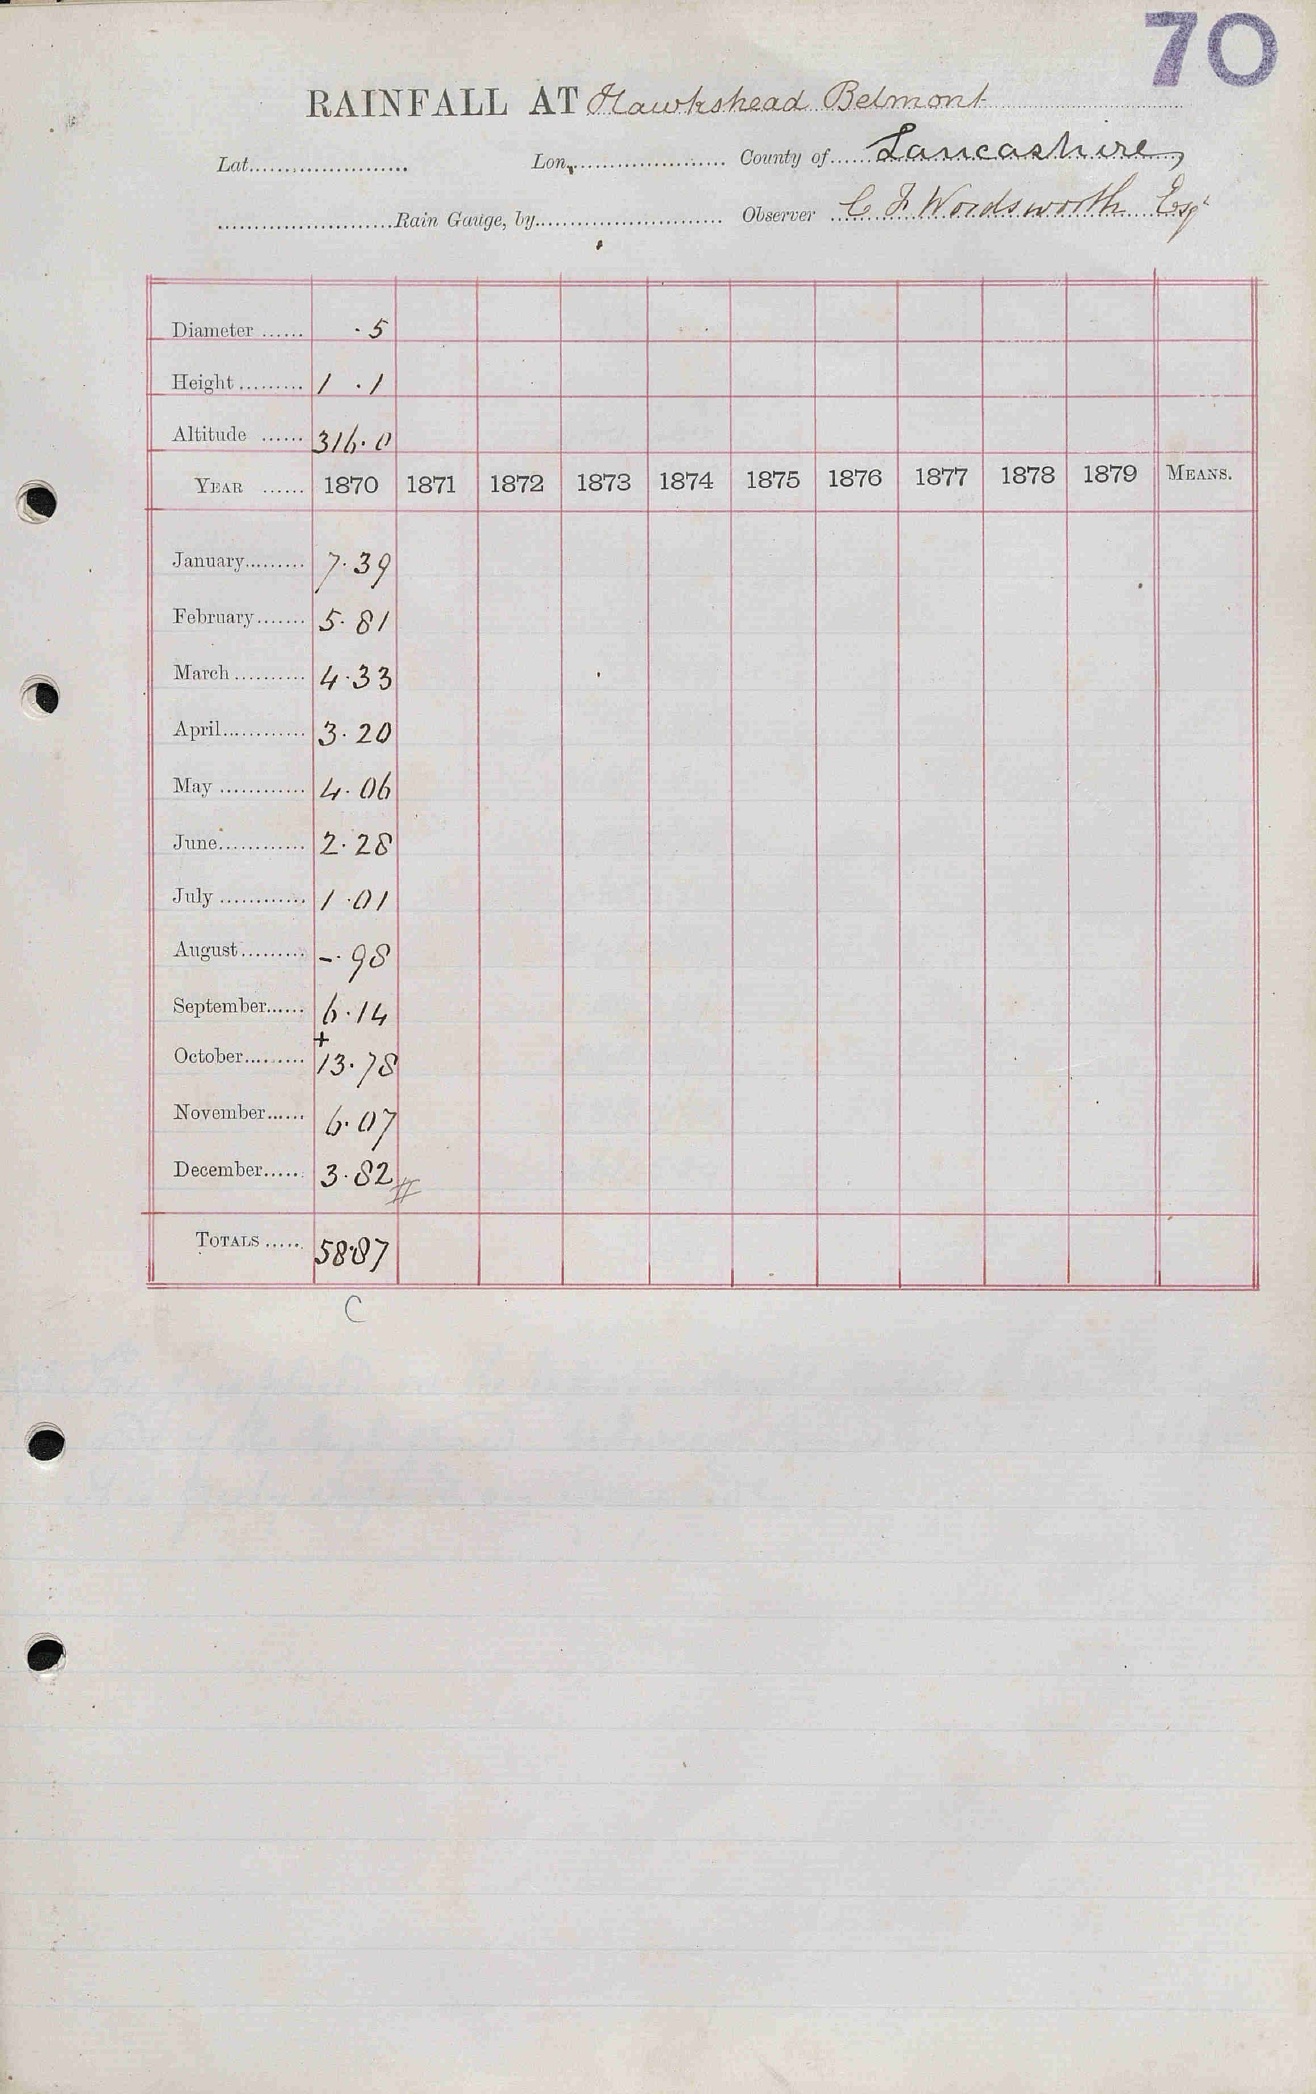 70
RAINFALL AT Hawkshead Belmont
Lat. Lon. County of Lancashire,
Rain Gauge, by Observer C F Wordsworth Esqr
Diameter ...... ·5
Height ......... 1 ·1
Altitude ...... 316·0
YEAR ...... 1870 1871 1872 1873 1874 1875 1876 1877 1878 1879 MEANS.
January......... 7·39
February....... 5·81
March .......... 4·33
April............ 3·20
May ............ 4·06
June............ 2·28
July ............ 1·01
August......... –·98
September...... 6·14
+
October......... 13·78
November...... 6·07
December..... 3·82 #
TOTALS ..... 58·87
C